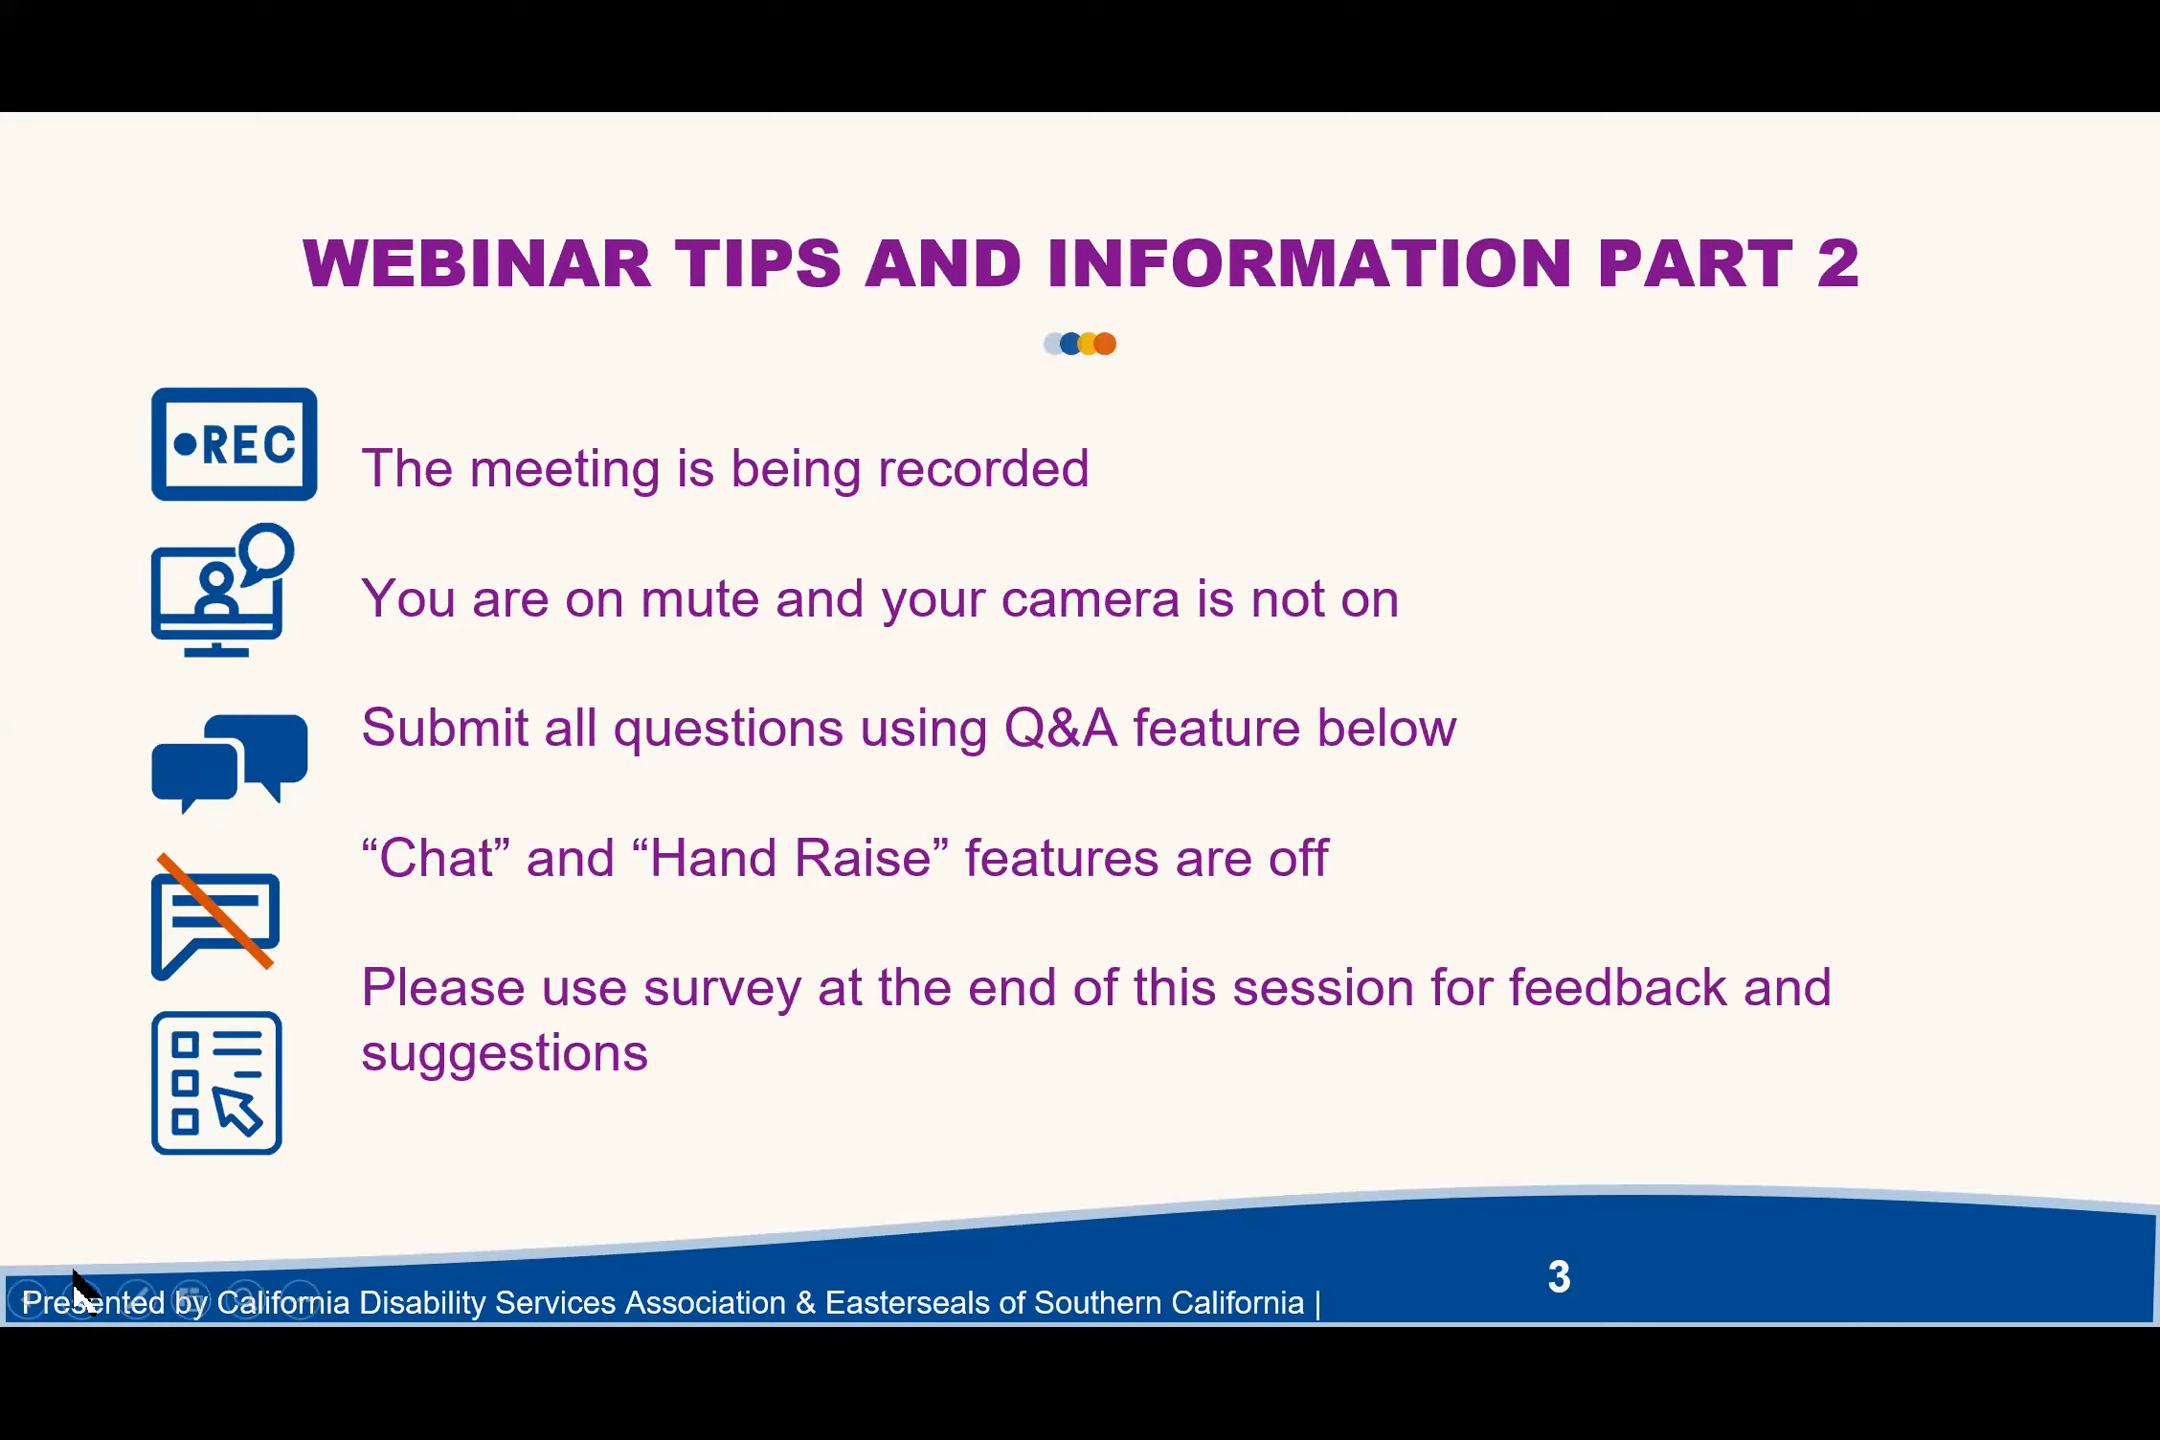 WEBINAR TIPS AND INFORMATION PART 2
•REC
The meeting is being recorded
You are on mute and your camera is not on
Submit all questions using Q&A feature below
“Chat” and “Hand Raise” features are off
Please use survey at the end of this session for feedback and
suggestions
3
Presented by California Disability Services Association & Easterseals of Southern California |